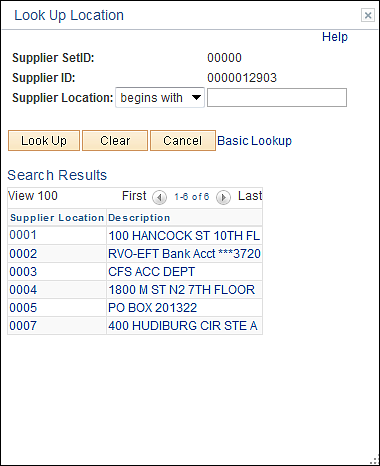 Look Up Location
Help
Supplier SetID: 00000
Supplier ID: 0000012903
Supplier Location: begins with
Look Up Clear Cancel Basic Lookup
Search Results
View 100 First 1-6 of 6 Last
Supplier Location Description
0001 100 HANCOCK ST 10TH FL
0002 RVO-EFT Bank Acct ***3720
0003 CFS ACC DEPT
0004 1800 M ST N2 7TH FLOOR
0005 PO BOX 201322
0007 400 HUDIBURG CIR STE A